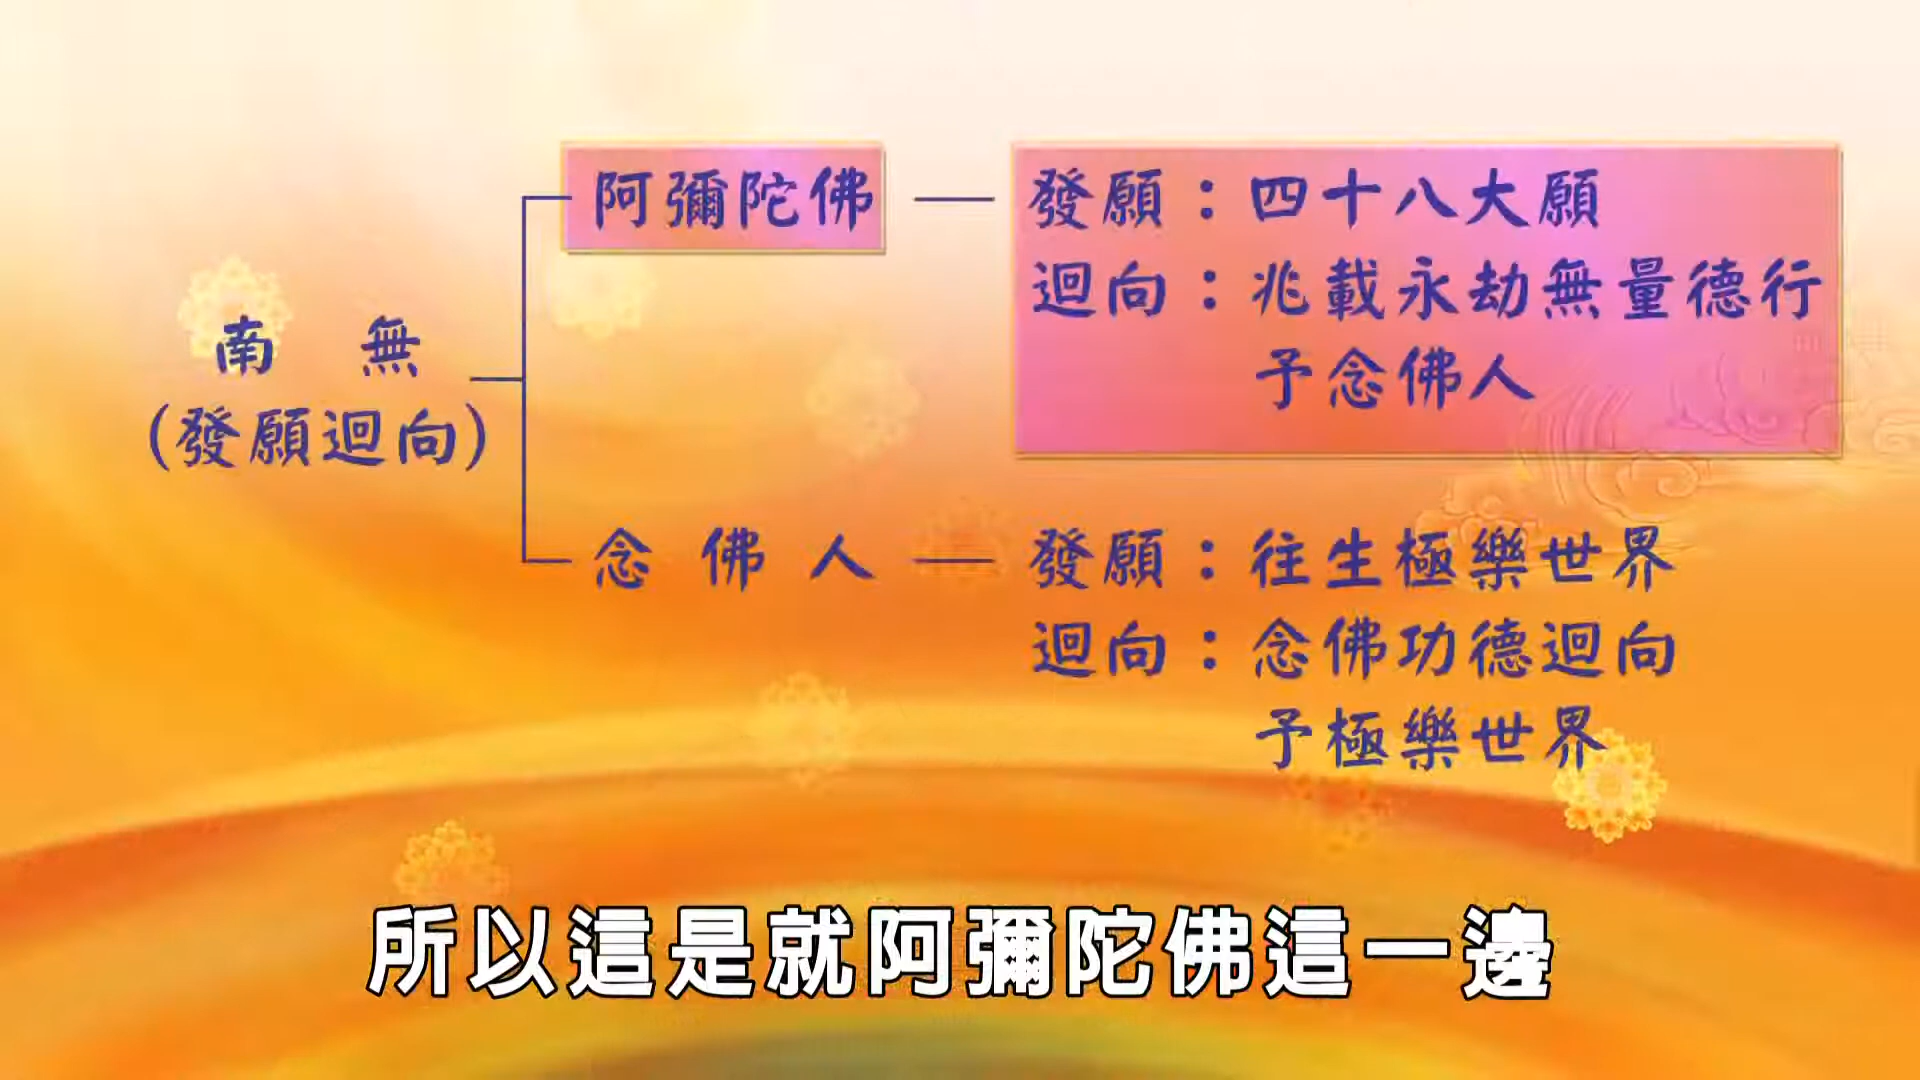 阿彌陀佛
發願：四十八大願
迴向：兆載永劫無量德行
予念佛人
南 無
(發願迴向)
念佛人
發願：往生極樂世界
迴向：念佛功德迴向
予極樂世界
所以這是就阿彌陀佛這一邊